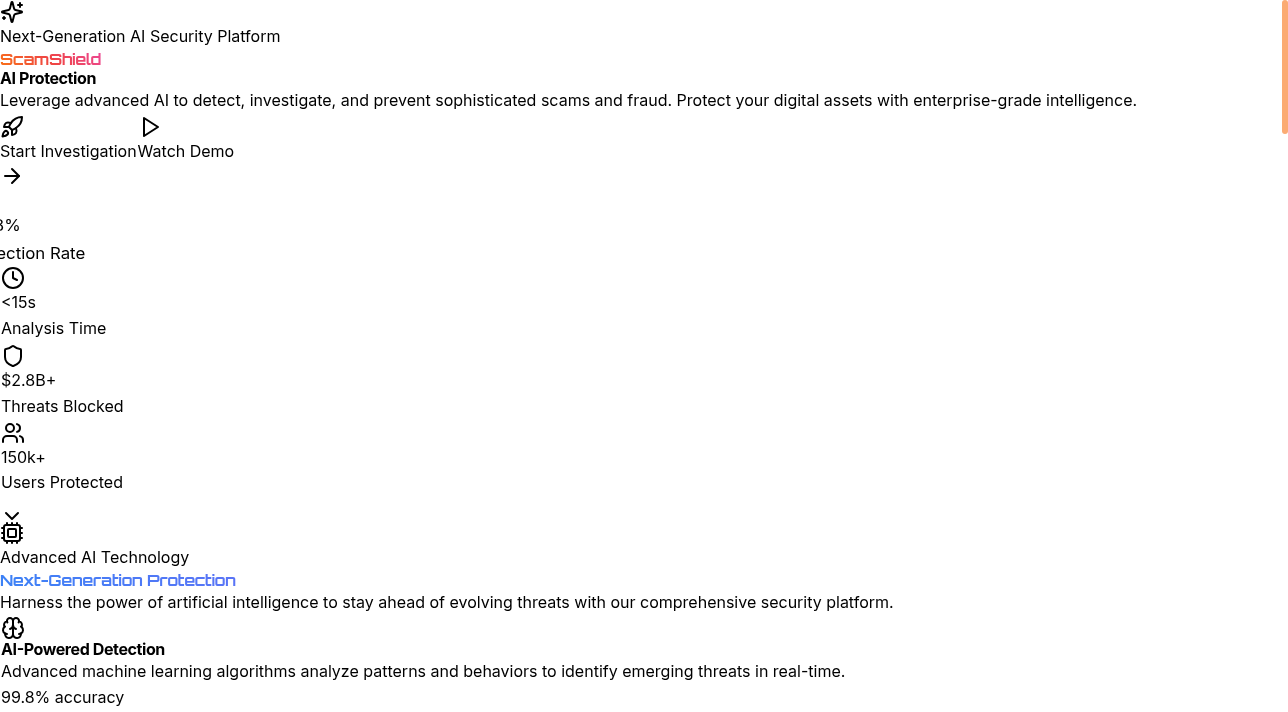 Next-Generation AI Security Platform
ScamShield
AI Protection
Leverage advanced AI to detect, investigate, and prevent sophisticated scams and fraud. Protect your digital assets with enterprise-grade intelligence.
Start Investigation Watch Demo
%
ection Rate
<15s
Analysis Time
$2.8B+
Threats Blocked
150k+
Users Protected
Advanced AI Technology
Next-Generation Protection
Harness the power of artificial intelligence to stay ahead of evolving threats with our comprehensive security platform.
AI-Powered Detection
Advanced machine learning algorithms analyze patterns and behaviors to identify emerging threats in real-time.
99.8% accuracy